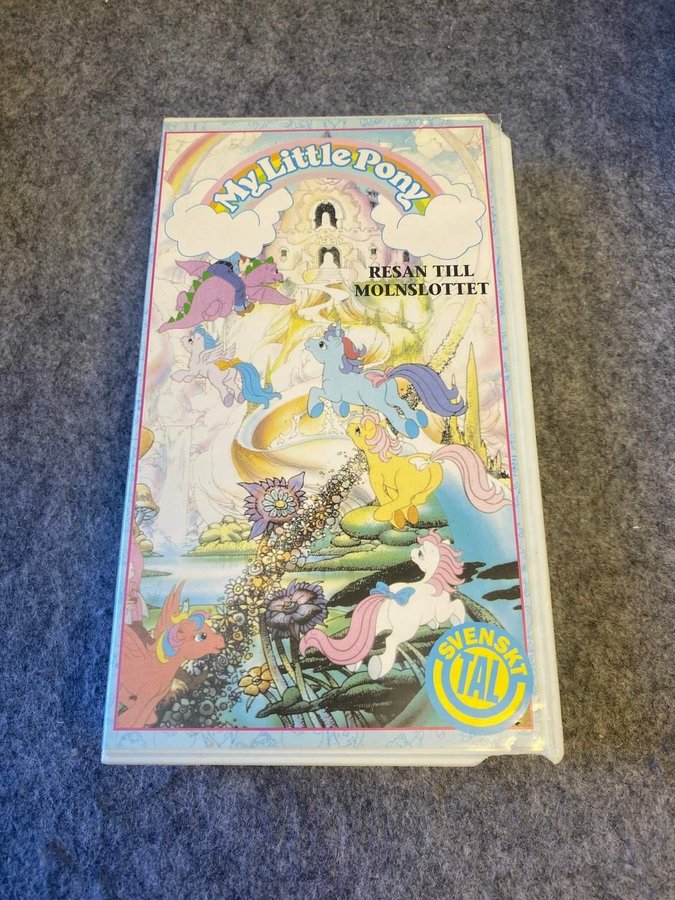 My Little Pony
RESAN TILL
MOLNSLOTTET
SVENSKT
TAL